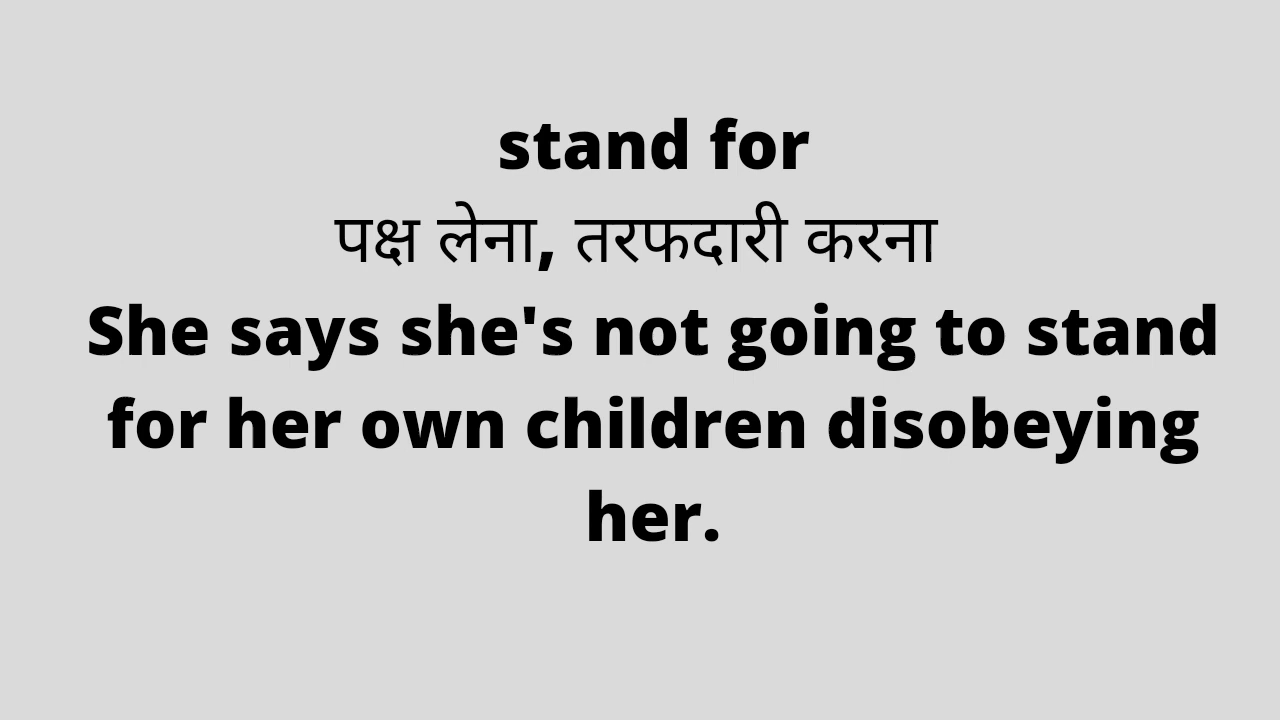 stand for
पक्ष लेना, तरफदारी करना
She says she's not going to stand
for her own children disobeying
her.